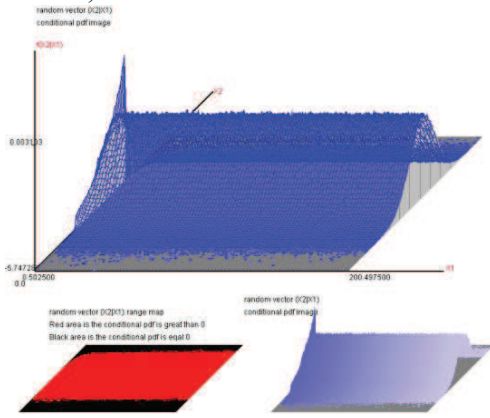 random vector (X2|X1)
conditional pdf image
f(X2|X1)
X2
0.003103
-5.74728
0.502500
0.0
200.497500
X1
random vector (X2|X1) range map
Red area is the conditional pdf is great than 0
Black area is the conditional pdf is eqal 0
random vector (X2|X1)
conditional pdf image